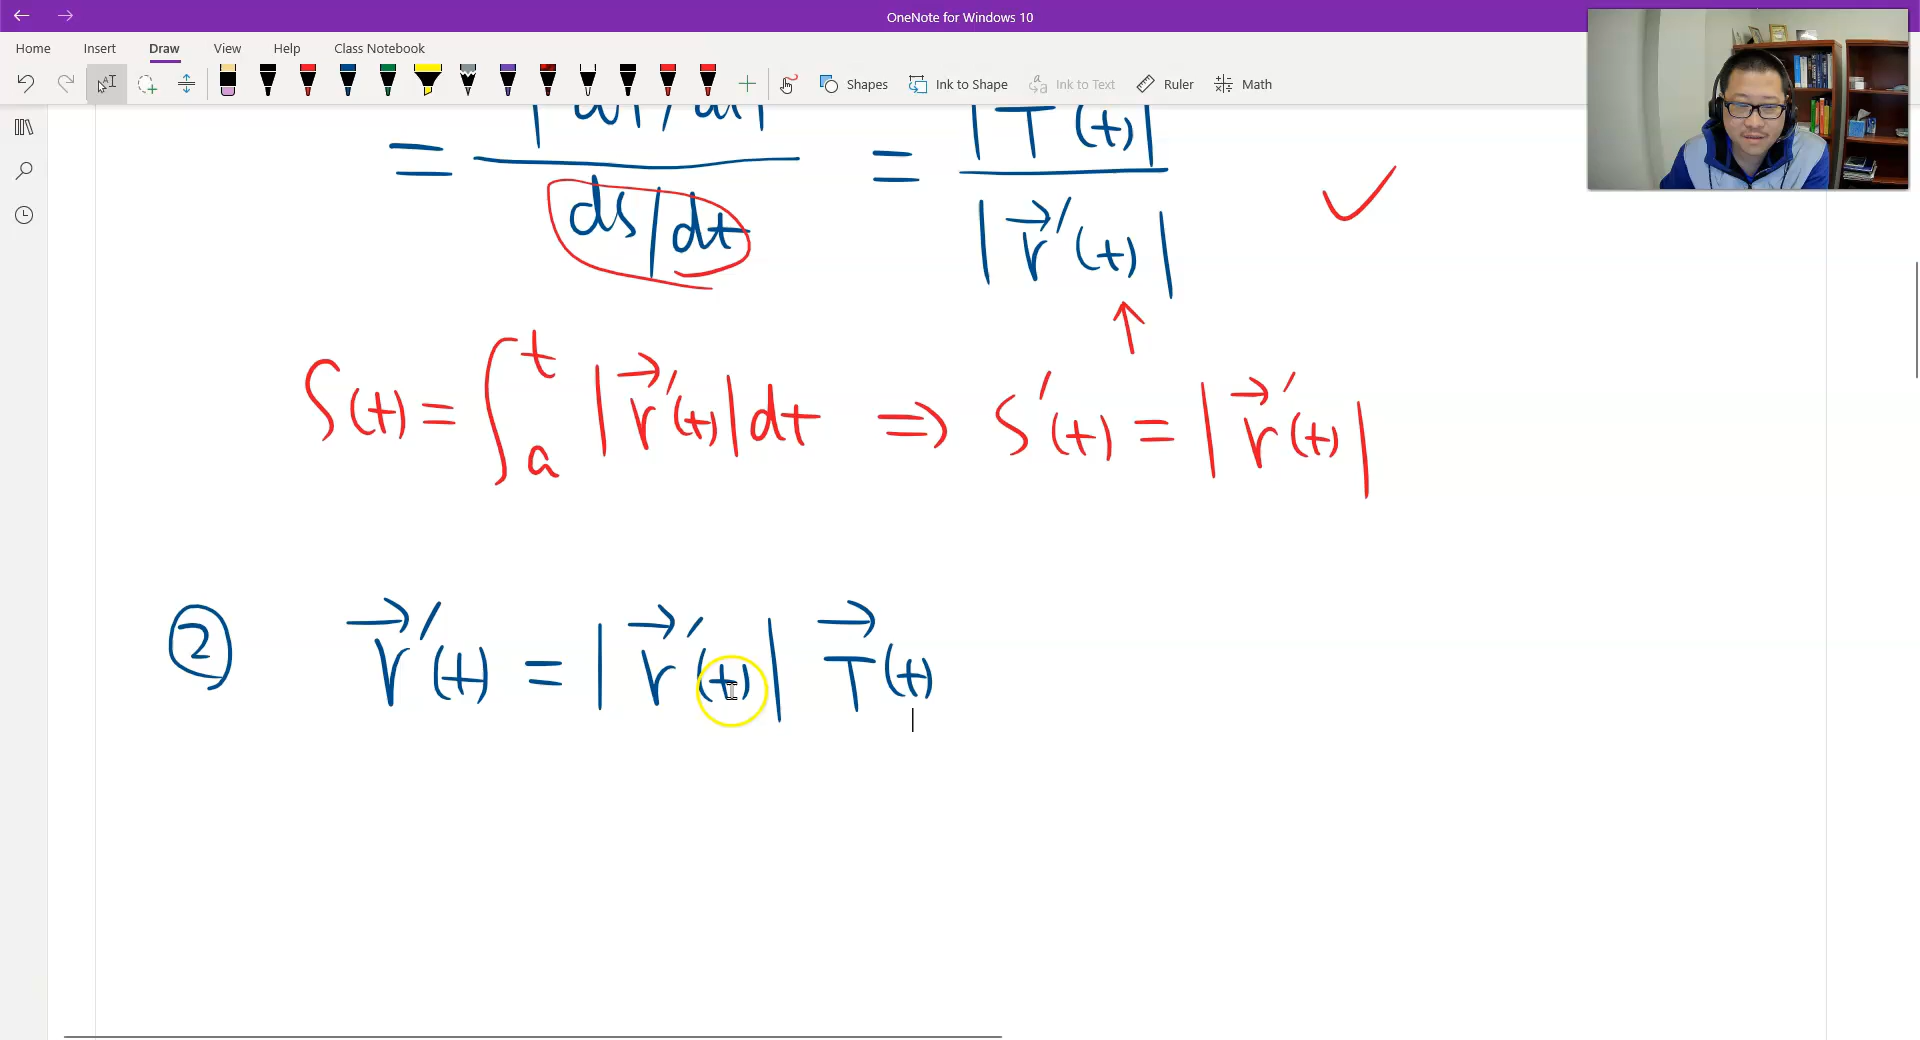 OneNote for Windows 10
Home Insert Draw View Help Class Notebook
Shapes Ink to Shape Ink to Text Ruler Math
= ds/dt = |T (t)| / |r⃗′(t)|
S(t) = ∫ₐᵗ |r⃗′(t)| dt ⇒ S′(t) = |r⃗′(t)|
② r⃗′(t) = |r⃗′(t)| T⃗(t)